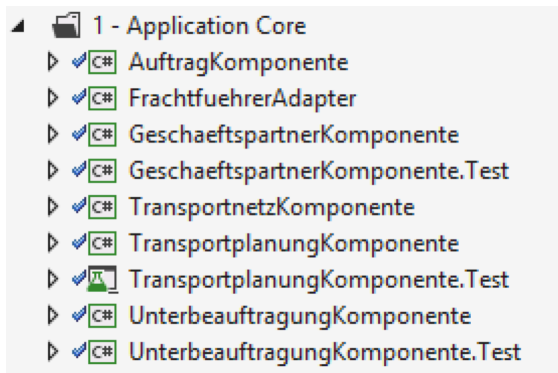 1 - Application Core
C# AuftragKomponente
C# FrachtfuehrerAdapter
C# GeschaeftspartnerKomponente
C# GeschaeftspartnerKomponente.Test
C# TransportnetzKomponente
C# TransportplanungKomponente
TransportplanungKomponente.Test
C# UnterbeauftragungKomponente
C# UnterbeauftragungKomponente.Test